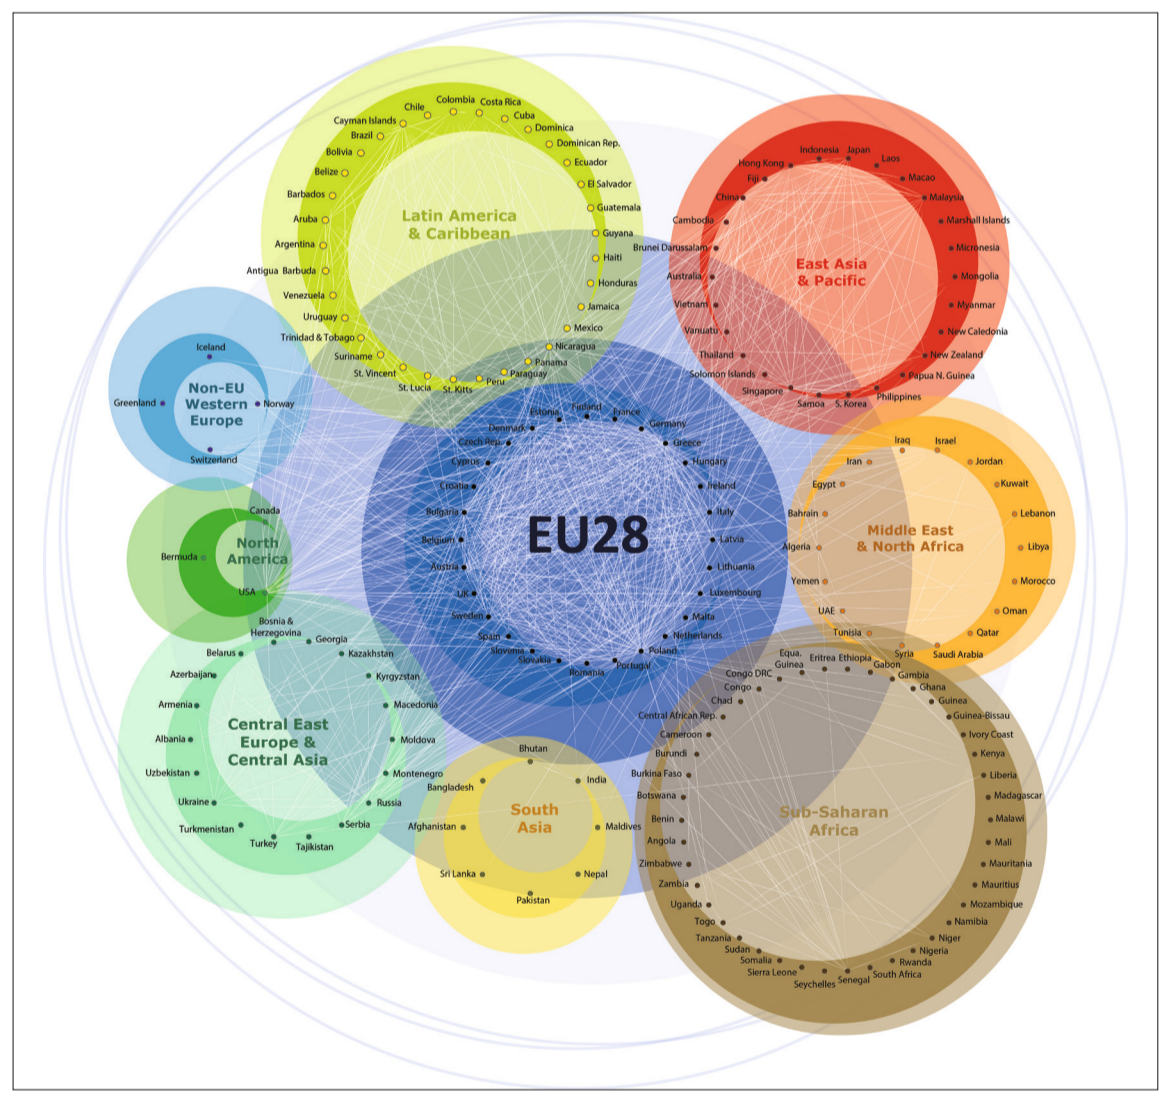 Colombia
Costa Rica
Chile
Cuba
Cayman Islands
Dominica
Brazil
Dominican Rep.
Bolivia
Ecuador
Belize
El Salvador
Barbados
Guatemala
Aruba
Guyana
Argentina
Haiti
Antigua Barbuda
Honduras
Venezuela
Jamaica
Uruguay
Mexico
Trinidad & Tobago
Nicaragua
Suriname
Panama
St. Vincent
Paraguay
St. Lucia
St. Kitts
Peru
Latin America
& Caribbean
Indonesia
Japan
Hong Kong
Laos
Fiji
Macao
China
Malaysia
Cambodia
Marshall Islands
Brunei Darussalam
Micronesia
Australia
Mongolia
Vietnam
Myanmar
Vanuatu
New Caledonia
Thailand
New Zealand
Solomon Islands
Papua N. Guinea
Singapore
Philippines
Samoa
S. Korea
East Asia
& Pacific
Iceland
Greenland
Norway
Switzerland
Non-EU
Western
Europe
Canada
Bermuda
USA
North
America
Estonia
Finland
France
Denmark
Germany
Czech Rep.
Greece
Cyprus
Hungary
Croatia
Ireland
Bulgaria
Italy
Belgium
Latvia
Austria
Lithuania
UK
Luxembourg
Sweden
Malta
Spain
Netherlands
Slovenia
Poland
Slovakia
Portugal
Romania
EU28
Iraq
Israel
Iran
Jordan
Egypt
Kuwait
Bahrain
Lebanon
Algeria
Libya
Yemen
Morocco
UAE
Oman
Tunisia
Qatar
Syria
Saudi Arabia
Middle East
& North Africa
Bosnia &
Herzegovina
Georgia
Belarus
Kazakhstan
Azerbaijan
Kyrgyzstan
Armenia
Macedonia
Albania
Moldova
Uzbekistan
Montenegro
Ukraine
Russia
Turkmenistan
Serbia
Turkey
Tajikistan
Central East
Europe &
Central Asia
Bhutan
Bangladesh
India
Afghanistan
Maldives
Sri Lanka
Nepal
Pakistan
South
Asia
Equa.
Guinea
Eritrea
Ethiopia
Gabon
Congo DRC
Gambia
Congo
Ghana
Chad
Guinea
Central African Rep.
Guinea-Bissau
Cameroon
Ivory Coast
Burundi
Kenya
Burkina Faso
Liberia
Botswana
Madagascar
Benin
Malawi
Angola
Mali
Zimbabwe
Mauritania
Zambia
Mauritius
Uganda
Mozambique
Togo
Namibia
Tanzania
Niger
Sudan
Nigeria
Somalia
Rwanda
Sierra Leone
South Africa
Seychelles
Senegal
Sub-Saharan
Africa